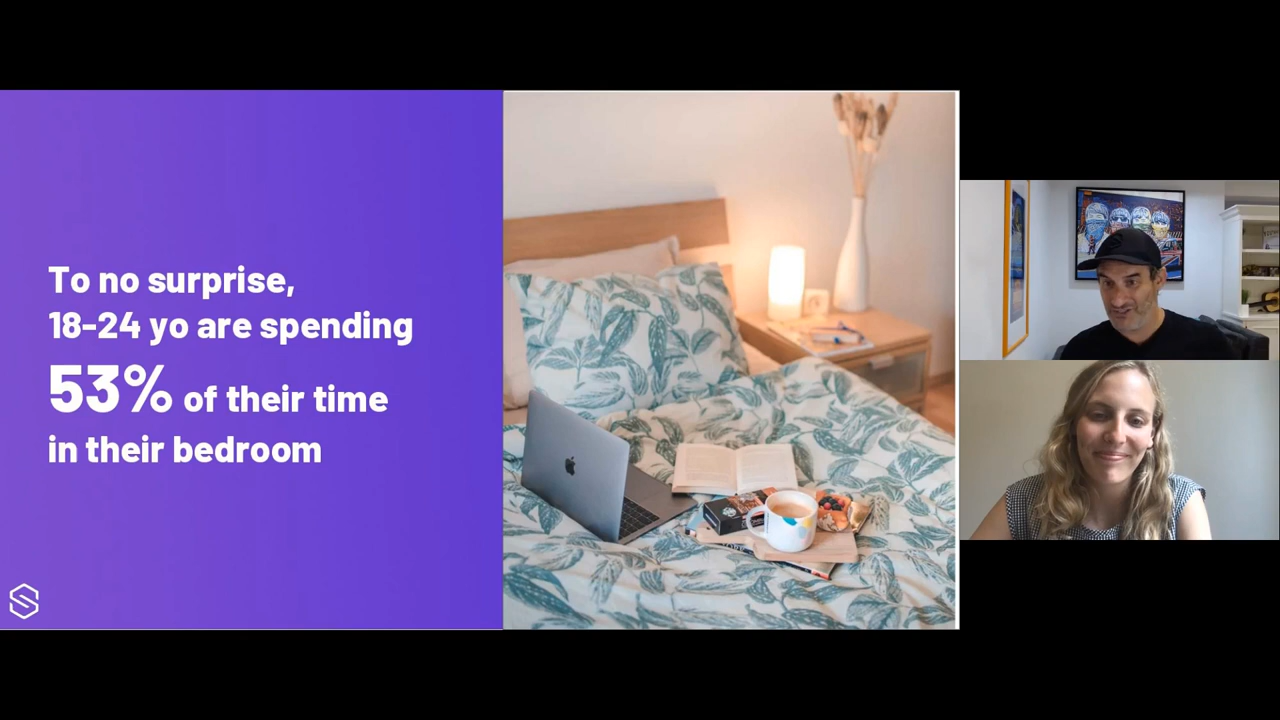 To no surprise,
18-24 yo are spending
53% of their time
in their bedroom